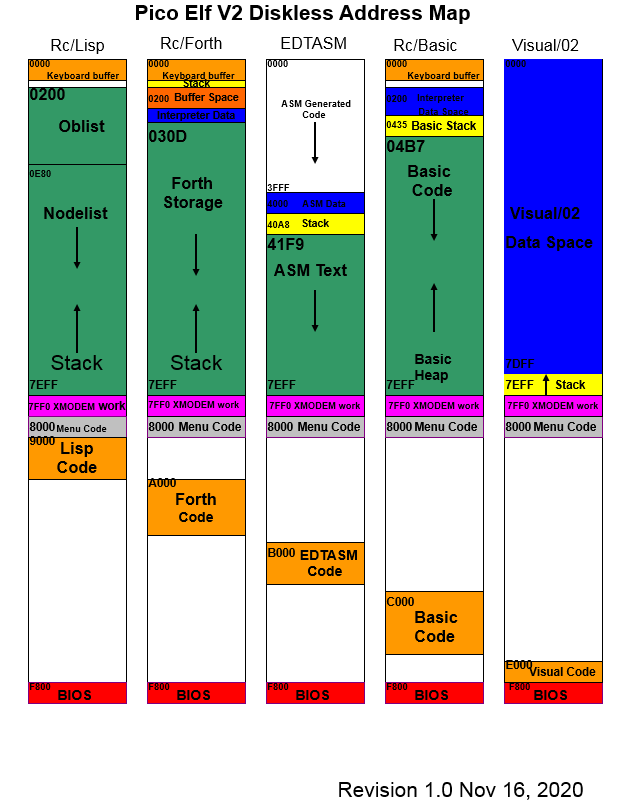 Pico Elf V2 Diskless Address Map
Rc/Lisp
0000
Keyboard buffer
0200
Oblist
0E80
Nodelist
Stack
7EFF
7FF0 XMODEM work
8000 Menu Code
9000
Lisp
Code
F800
BIOS
Rc/Forth
0000
Keyboard buffer
Stack
0200 Buffer Space
Interpreter Data
030D
Forth
Storage
Stack
7EFF
7FF0 XMODEM work
8000 Menu Code
A000
Forth
Code
F800
BIOS
EDTASM
0000
ASM Generated
Code
3FFF
4000 ASM Data
40A8 Stack
41F9
ASM Text
7EFF
7FF0 XMODEM work
8000 Menu Code
B000 EDTASM
Code
F800
BIOS
Rc/Basic
0000
Keyboard buffer
0200 Interpreter
Data Space
0435 Basic Stack
04B7
Basic
Code
Basic
7EFF Heap
7FF0 XMODEM work
8000 Menu Code
C000
Basic
Code
F800
BIOS
Visual/02
0000
Visual/02
Data Space
7DFF
7EFF Stack
7FF0 XMODEM work
8000 Menu Code
E000
Visual Code
F800
BIOS
Revision 1.0 Nov 16, 2020